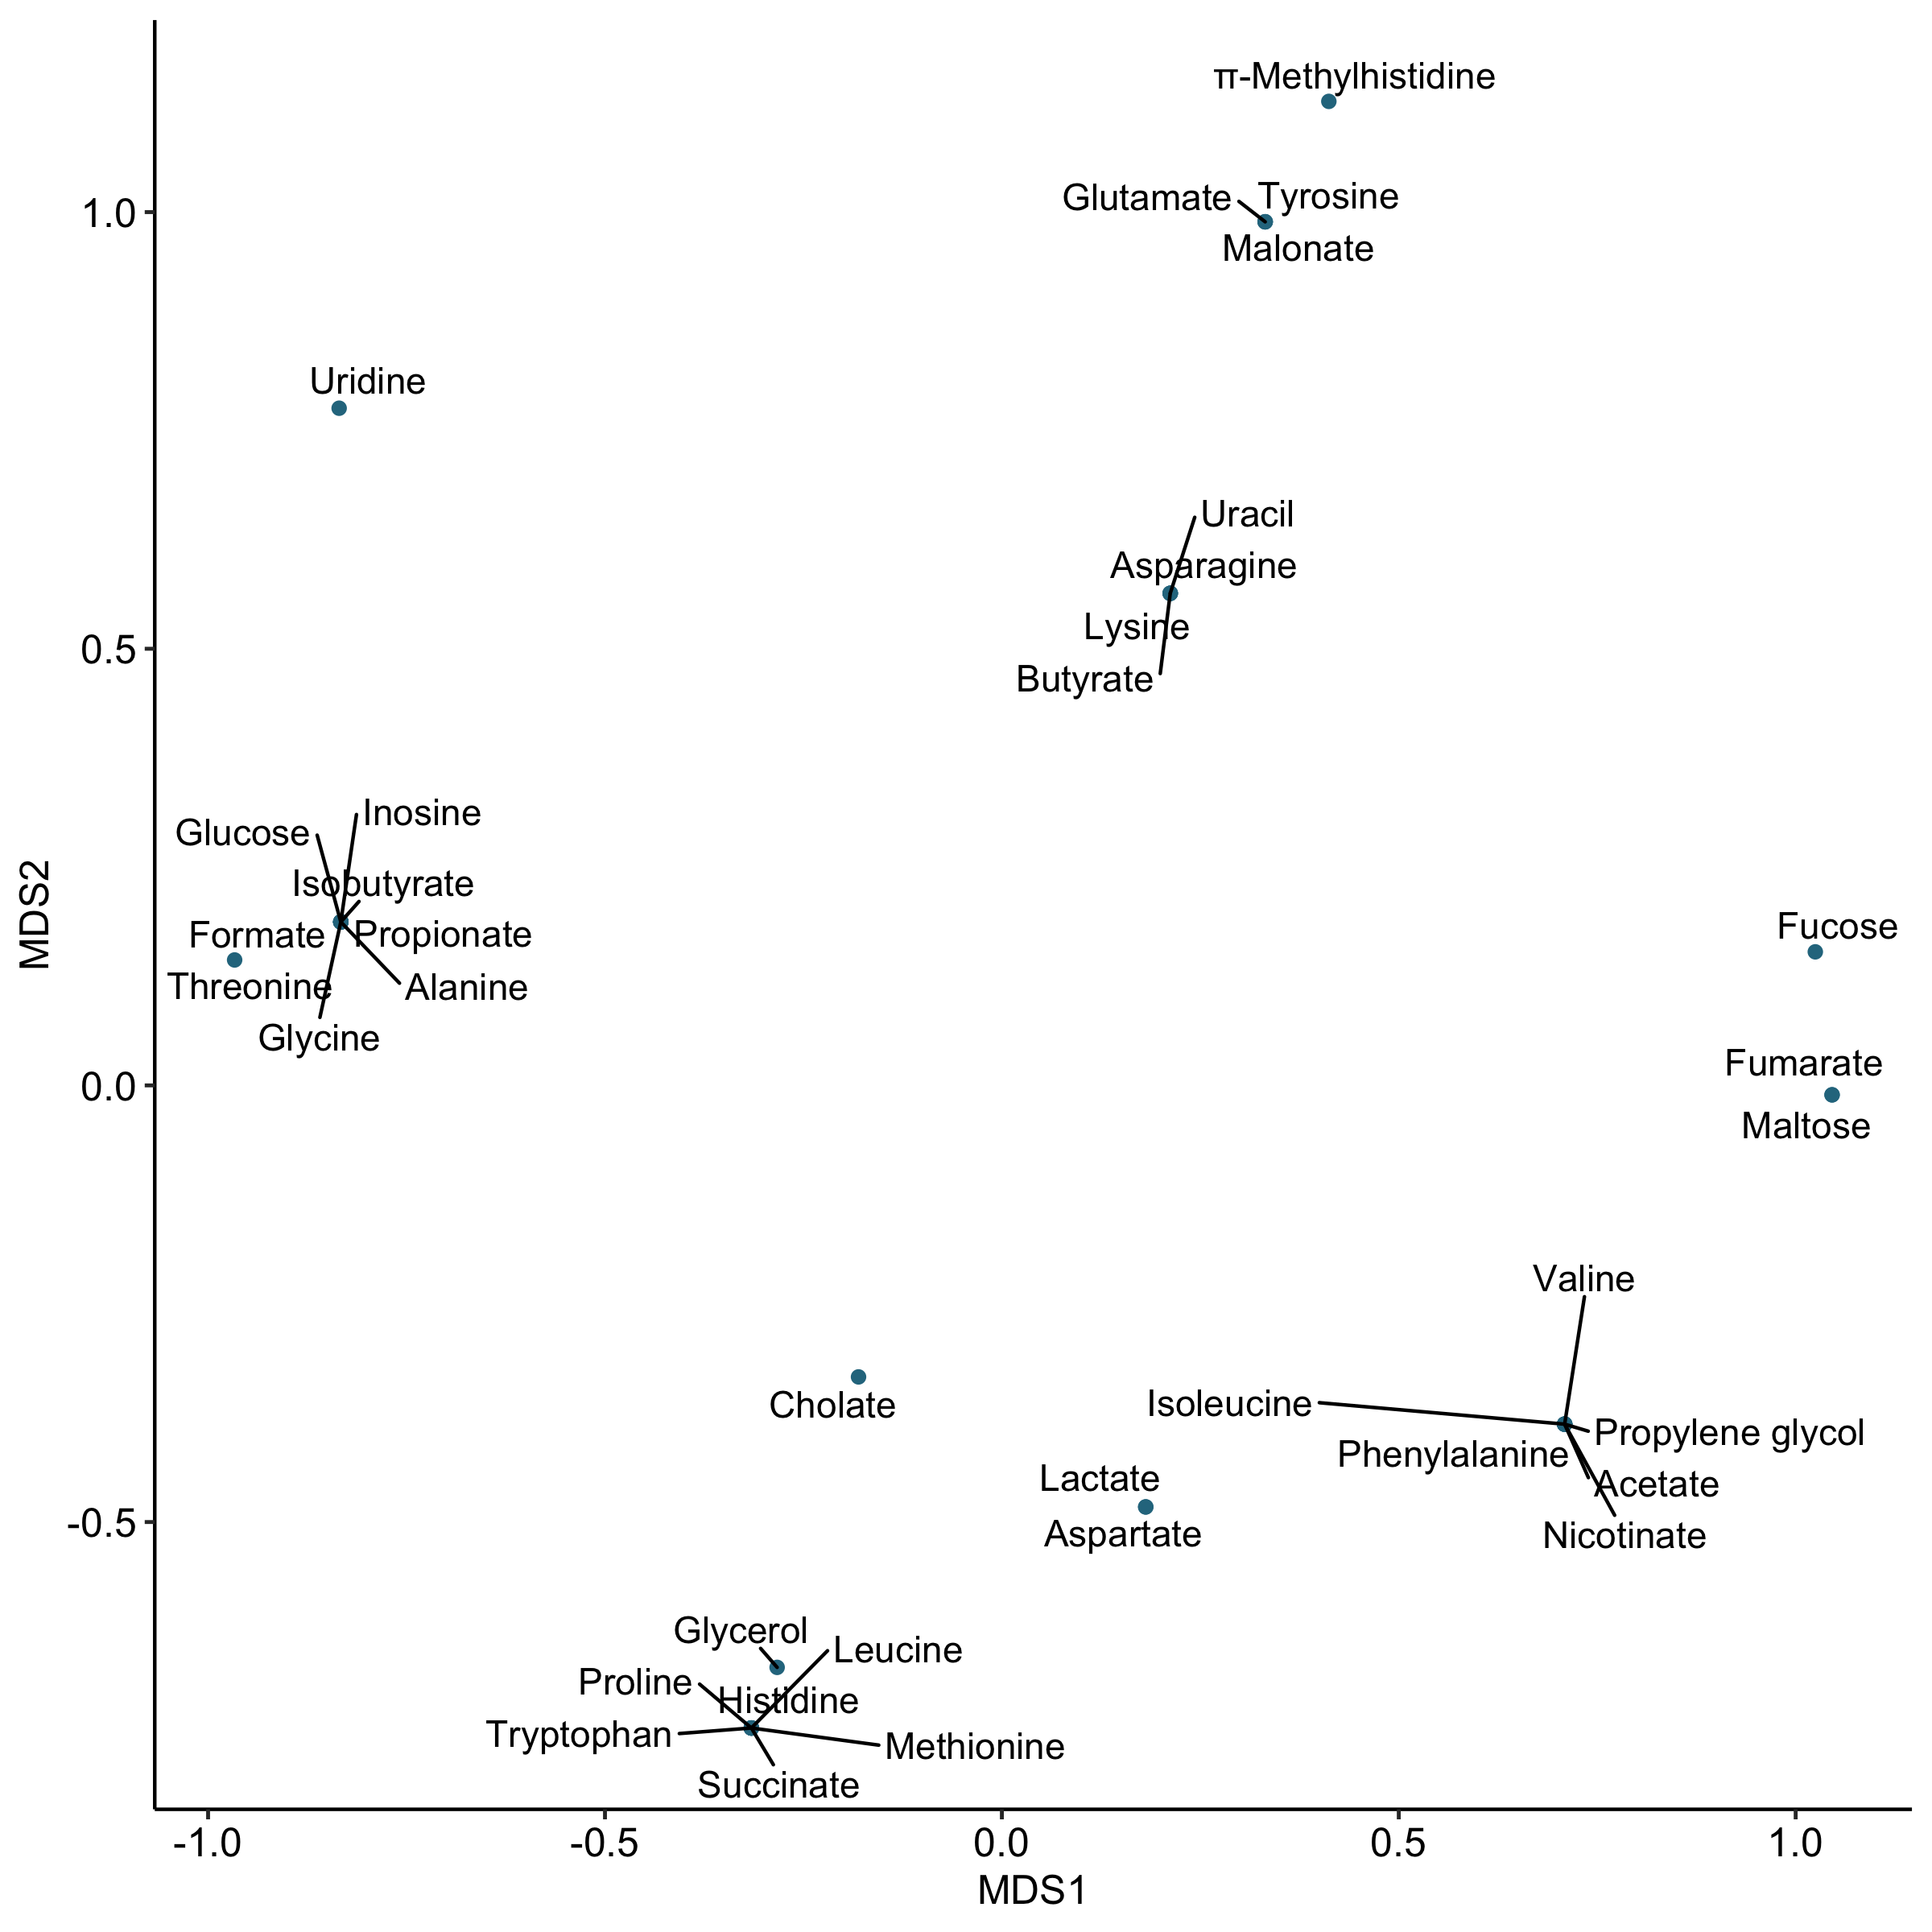 π-Methylhistidine
Glutamate
Tyrosine
Malonate
1.0
Uridine
Uracil
Asparagine
Lysine
Butyrate
0.5
Inosine
Glucose
Isobutyrate
Formate
Propionate
Threonine
Alanine
Glycine
Fucose
Fumarate
Maltose
0.0
MDS2
Valine
Cholate
Isoleucine
Propylene glycol
Phenylalanine
Acetate
Nicotinate
Lactate
Aspartate
-0.5
Glycerol
Leucine
Proline
Histidine
Tryptophan
Methionine
Succinate
-1.0
-0.5
0.0
0.5
1.0
MDS1